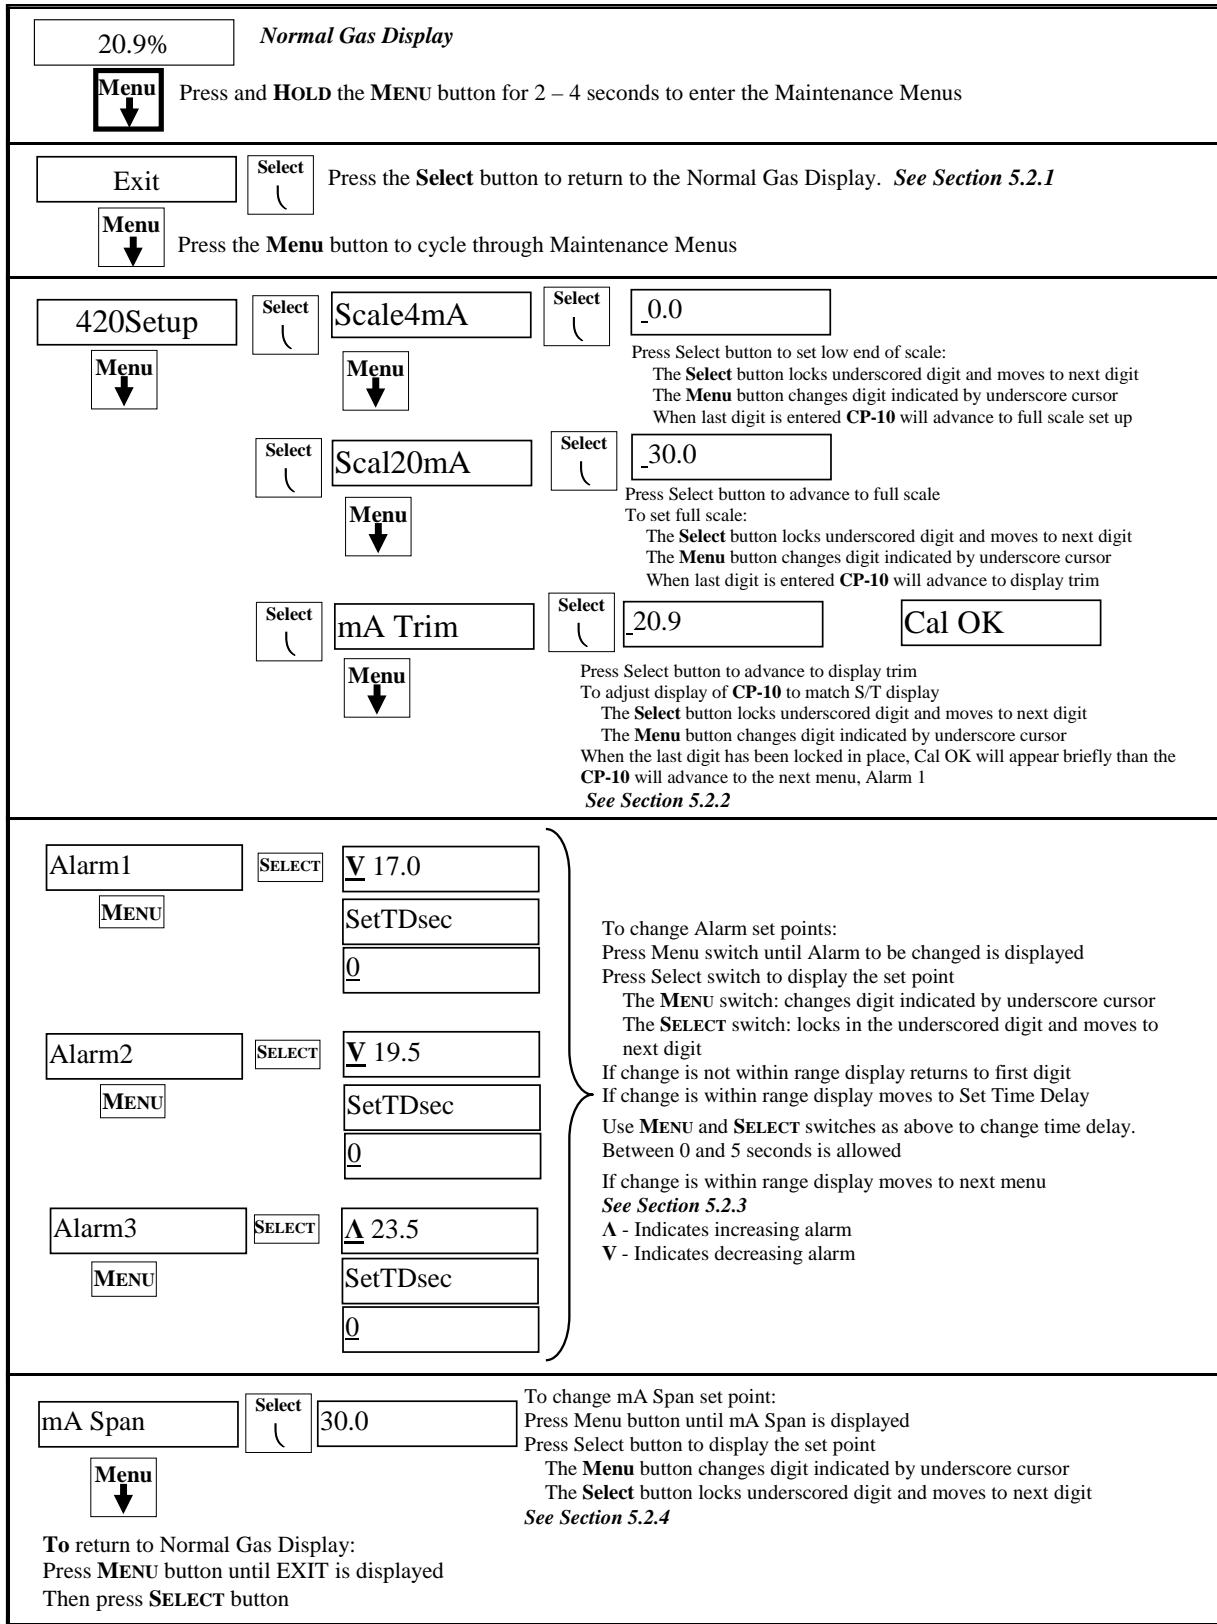 20.9%
Normal Gas Display
Menu
Press and HOLD the MENU button for 2 – 4 seconds to enter the Maintenance Menus
Exit
Select
Press the Select button to return to the Normal Gas Display. See Section 5.2.1
Menu
Press the Menu button to cycle through Maintenance Menus
420Setup
Select
Scale4mA
Select
_0.0
Menu
Menu
Press Select button to set low end of scale:
The Select button locks underscored digit and moves to next digit
The Menu button changes digit indicated by underscore cursor
When last digit is entered CP-10 will advance to full scale set up
Select
Scal20mA
Select
_30.0
Menu
Press Select button to advance to full scale
To set full scale:
The Select button locks underscored digit and moves to next digit
The Menu button changes digit indicated by underscore cursor
When last digit is entered CP-10 will advance to display trim
Select
mA Trim
Select
_20.9
Cal OK
Menu
Press Select button to advance to display trim
To adjust display of CP-10 to match S/T display
The Select button locks underscored digit and moves to next digit
The Menu button changes digit indicated by underscore cursor
When the last digit has been locked in place, Cal OK will appear briefly than the
CP-10 will advance to the next menu, Alarm 1
See Section 5.2.2
Alarm1
SELECT
V 17.0
MENU
SetTDsec
0
Alarm2
SELECT
V 19.5
MENU
SetTDsec
0
Alarm3
SELECT
Λ 23.5
MENU
SetTDsec
0
To change Alarm set points:
Press Menu switch until Alarm to be changed is displayed
Press Select switch to display the set point
The MENU switch: changes digit indicated by underscore cursor
The SELECT switch: locks in the underscored digit and moves to
next digit
If change is not within range display returns to first digit
If change is within range display moves to Set Time Delay
Use MENU and SELECT switches as above to change time delay.
Between 0 and 5 seconds is allowed
If change is within range display moves to next menu
See Section 5.2.3
Λ - Indicates increasing alarm
V - Indicates decreasing alarm
mA Span
Select
30.0
Menu
To change mA Span set point:
Press Menu button until mA Span is displayed
Press Select button to display the set point
The Menu button changes digit indicated by underscore cursor
The Select button locks underscored digit and moves to next digit
See Section 5.2.4
To return to Normal Gas Display:
Press MENU button until EXIT is displayed
Then press SELECT button